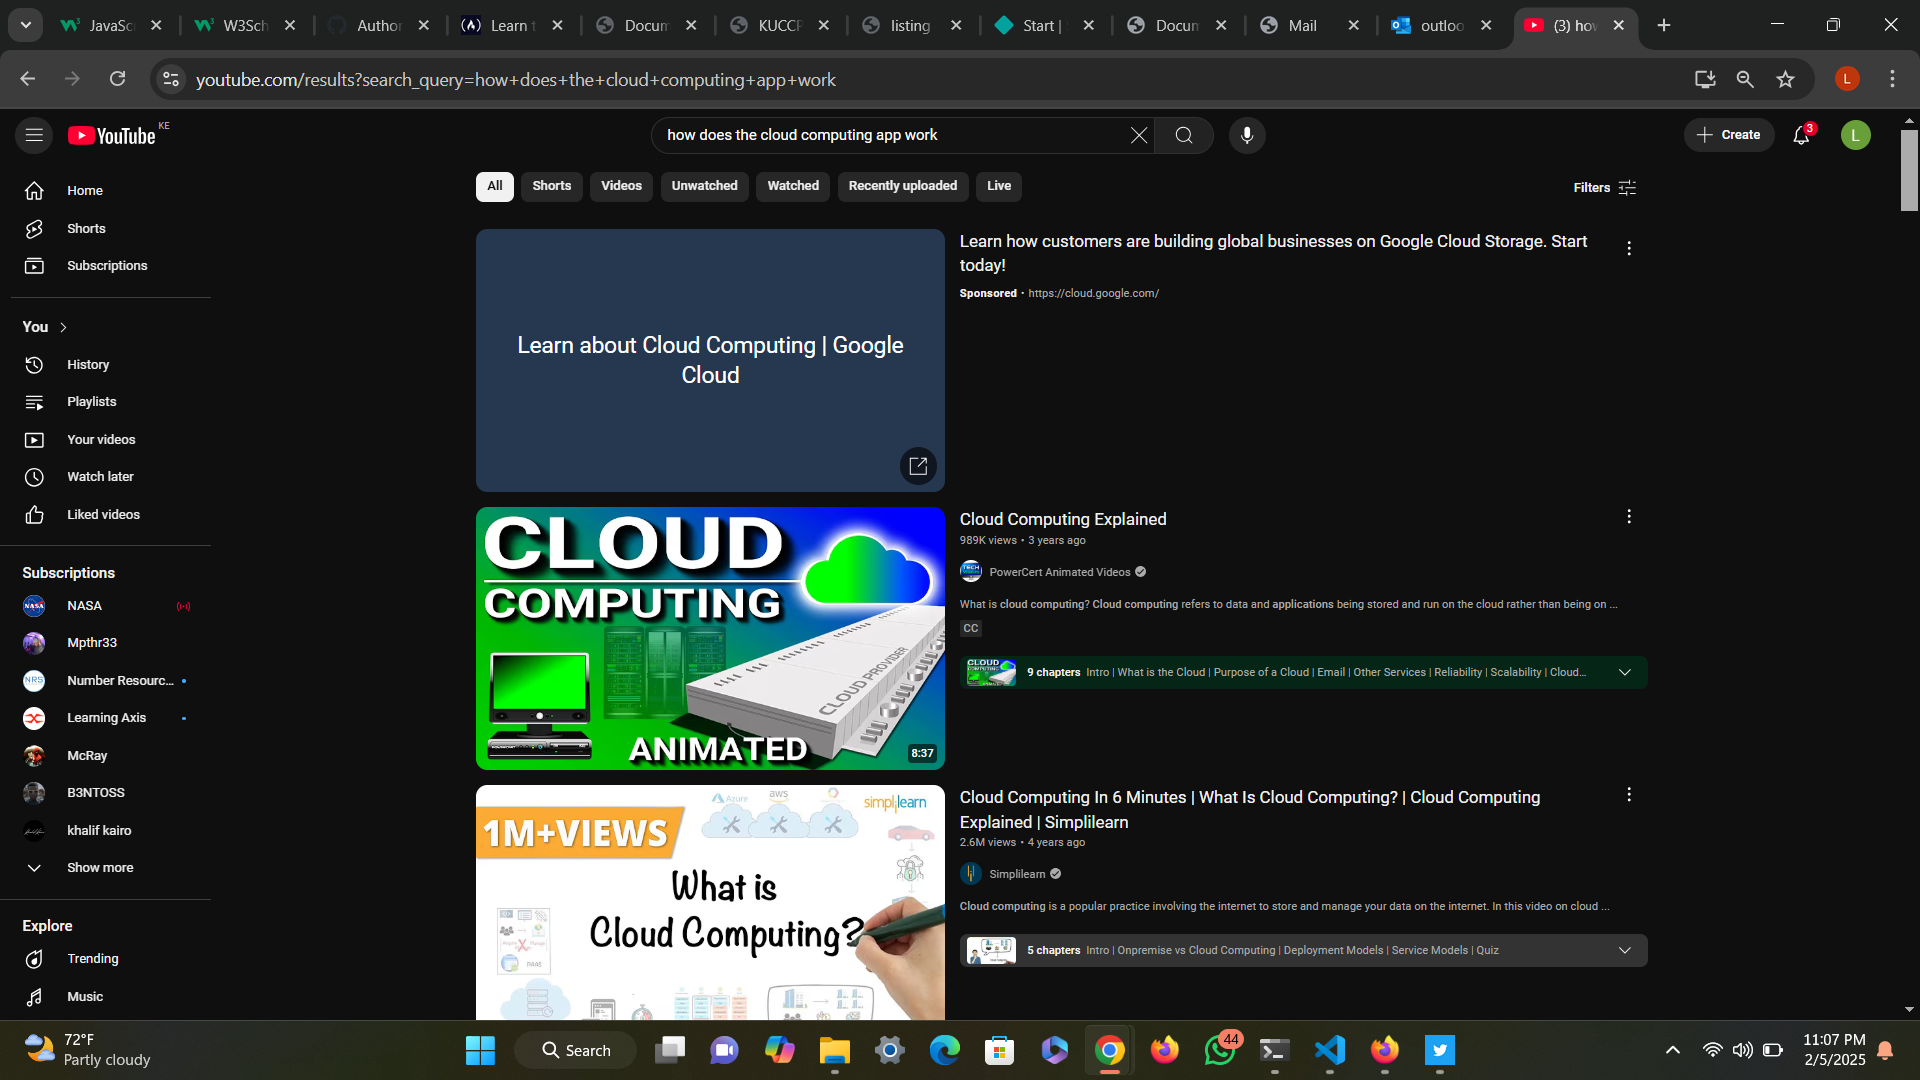 JavaSc
W3Sch
Author
Learn t
Docum
KUCCP
listing
Start |
Docum
Mail
outloo
(3) how
youtube.com/results?search_query=how+does+the+cloud+computing+app+work
L
YouTube KE
how does the cloud computing app work
Create
3
L
Home
Shorts
Subscriptions
You
History
Playlists
Your videos
Watch later
Liked videos
Subscriptions
NASA
Mpthr33
Number Resourc...
Learning Axis
McRay
B3NTOSS
khalif kairo
Show more
Explore
Trending
Music
All
Shorts
Videos
Unwatched
Watched
Recently uploaded
Live
Filters
Learn about Cloud Computing | Google
Cloud
Learn how customers are building global businesses on Google Cloud Storage. Start
today!
Sponsored · https://cloud.google.com/
CLOUD
COMPUTING
CLOUD PROVIDER
ANIMATED
8:37
Cloud Computing Explained
989K views • 3 years ago
PowerCert Animated Videos
What is cloud computing? Cloud computing refers to data and applications being stored and run on the cloud rather than being on ...
CC
9 chapters Intro | What is the Cloud | Purpose of a Cloud | Email | Other Services | Reliability | Scalability | Cloud...
1M+VIEWS
Azure
aws
simplilearn
What is
Cloud Computing?
PAAS
Cloud Computing In 6 Minutes | What Is Cloud Computing? | Cloud Computing
Explained | Simplilearn
2.6M views • 4 years ago
Simplilearn
Cloud computing is a popular practice involving the internet to store and manage your data on the internet. In this video on cloud ...
5 chapters Intro | Onpremise vs Cloud Computing | Deployment Models | Service Models | Quiz
72°F
Partly cloudy
Search
44
11:07 PM
2/5/2025